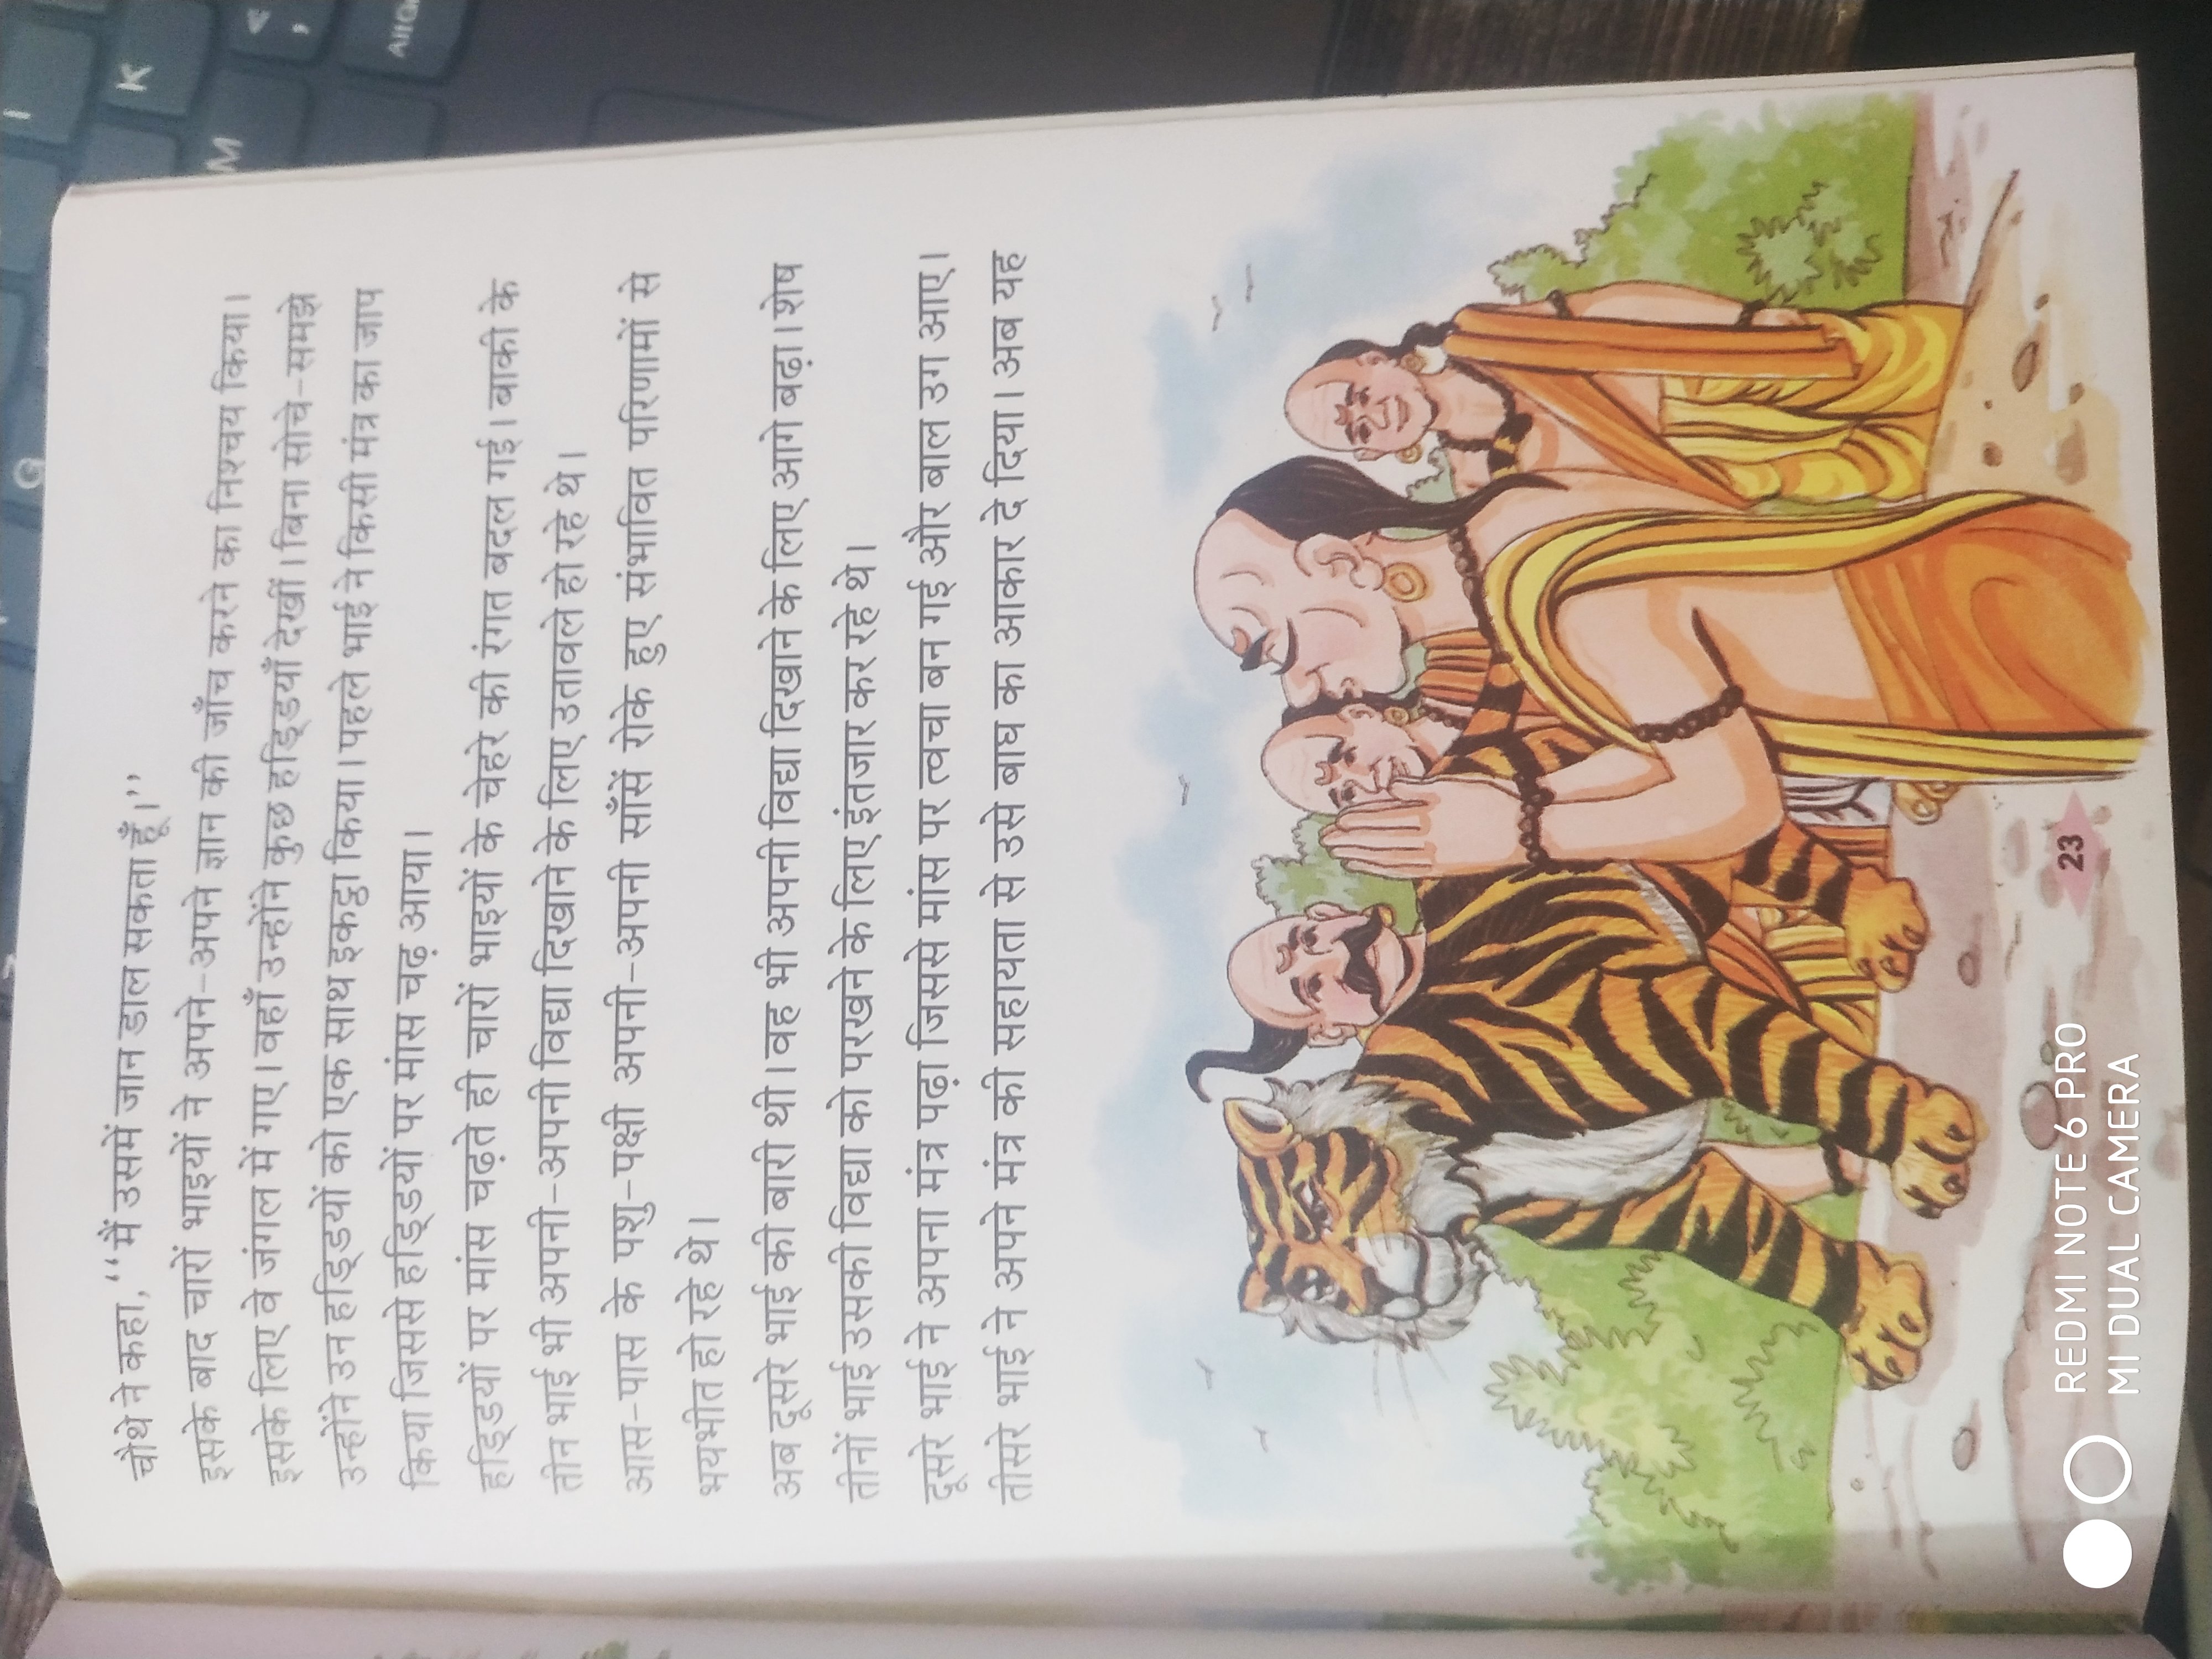 चौथे ने कहा, ‘‘मैं उसमें जान डाल सकता हूँ।’’
इसके बाद चारों भाइयों ने अपने-अपने ज्ञान की जाँच करने का निश्चय किया।
इसके लिए वे जंगल में गए। वहाँ उन्होंने कुछ हड्डियाँ देखीं। बिना सोचे-समझे
उन्होंने उन हड्डियों को एक साथ इकट्ठा किया। पहले भाई ने किसी मंत्र का जाप
किया जिससे हड्डियों पर मांस चढ़ आया।
हड्डियों पर मांस चढ़ते ही चारों भाइयों के चेहरे की रंगत बदल गई। बाकी के
तीन भाई भी अपनी-अपनी विद्या दिखाने के लिए उतावले हो रहे थे।
आस-पास के पशु-पक्षी अपनी-अपनी साँसें रोके हुए संभावित परिणामों से
भयभीत हो रहे थे।
अब दूसरे भाई की बारी थी। वह भी अपनी विद्या दिखाने के लिए आगे बढ़ा। शेष
तीनों भाई उसकी विद्या को परखने के लिए इंतजार कर रहे थे।
दूसरे भाई ने अपना मंत्र पढ़ा जिससे मांस पर त्वचा बन गई और बाल उग आए।
तीसरे भाई ने अपने मंत्र की सहायता से उसे बाघ का आकार दे दिया। अब यह
23
REDMI NOTE 6 PRO
MI DUAL CAMERA
G
I
K
M